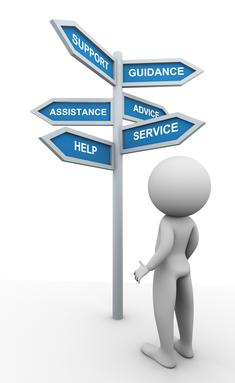 SUPPORT
GUIDANCE
ASSISTANCE
ADVICE
SERVICE
HELP